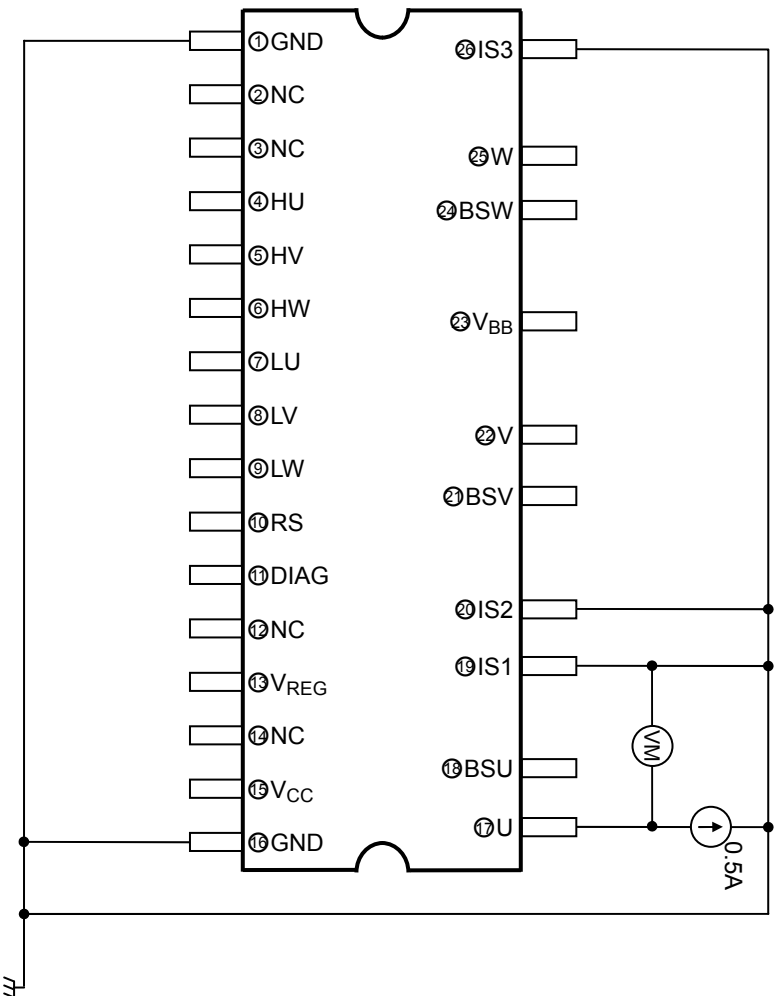 ①GND
②NC
③NC
④HU
⑤HV
⑥HW
⑦LU
⑧LV
⑨LW
⑩RS
⑪DIAG
⑫NC
⑬VREG
⑭NC
⑮VCC
⑯GND
㉖IS3
㉕W
㉔BSW
㉓VBB
㉒V
㉑BSV
⑳IS2
⑲IS1
⑱BSU
⑰U
VM
0.5A